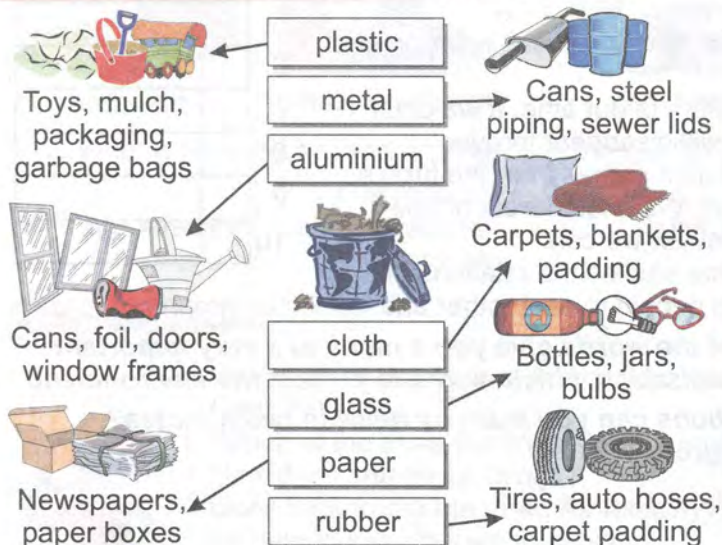 plastic
metal
aluminium
Toys, mulch,
packaging,
garbage bags
Cans, steel
piping, sewer lids
Carpets, blankets,
padding
Cans, foil, doors,
window frames
cloth
glass
paper
rubber
Bottles, jars,
bulbs
Newspapers,
paper boxes
Tires, auto hoses,
carpet padding